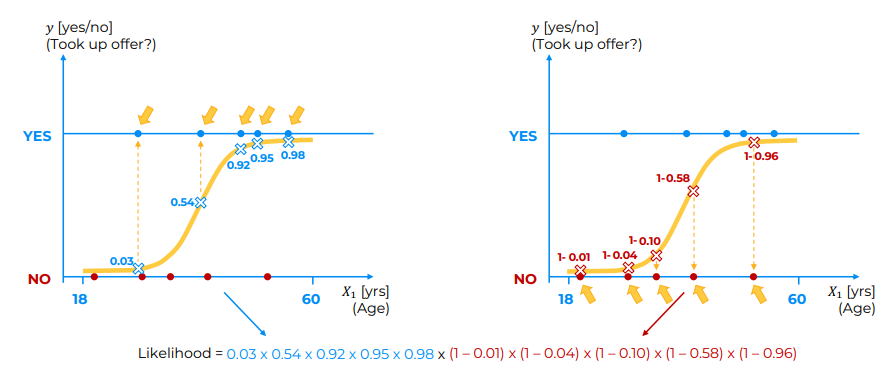 y [yes/no]
(Took up offer?)
YES
0.92
0.95
0.98
0.54
0.03
NO
18
60
X₁ [yrs]
(Age)
y [yes/no]
(Took up offer?)
YES
1-0.96
1-0.58
1-0.10
1-0.01
1-0.04
NO
18
60
X₁ [yrs]
(Age)
Likelihood = 0.03 x 0.54 x 0.92 x 0.95 x 0.98 x (1 – 0.01) x (1 – 0.04) x (1 – 0.10) x (1 – 0.58) x (1 – 0.96)